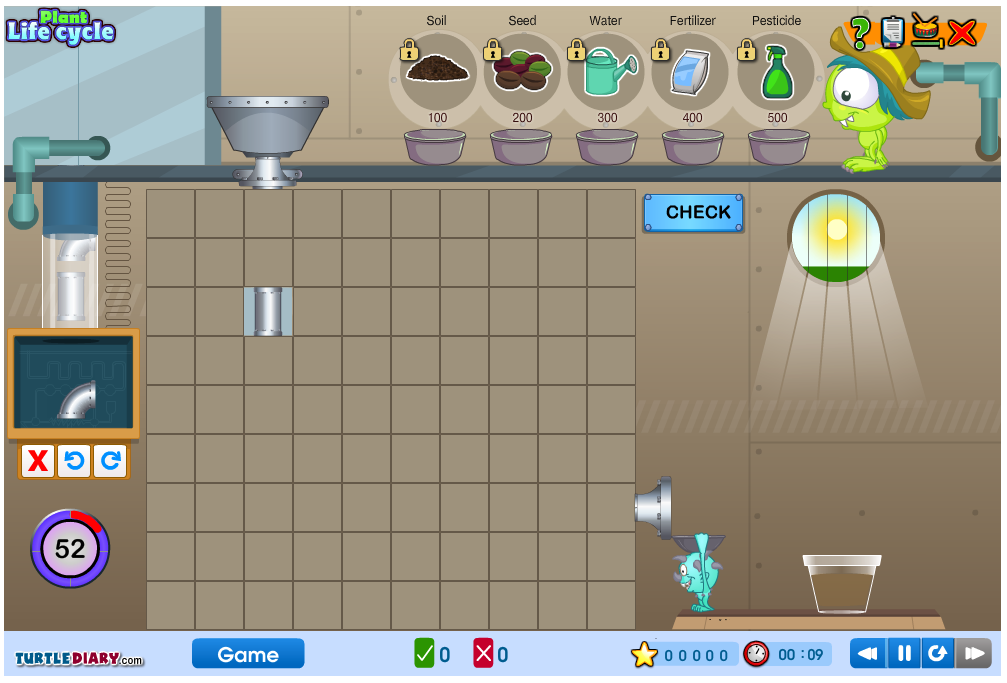 Plant
Life cycle
Soil Seed Water Fertilizer Pesticide
100 200 300 400 500
?
CHECK
X
52
TURTLEDIARY.com
Game
0
0
00000
00:09